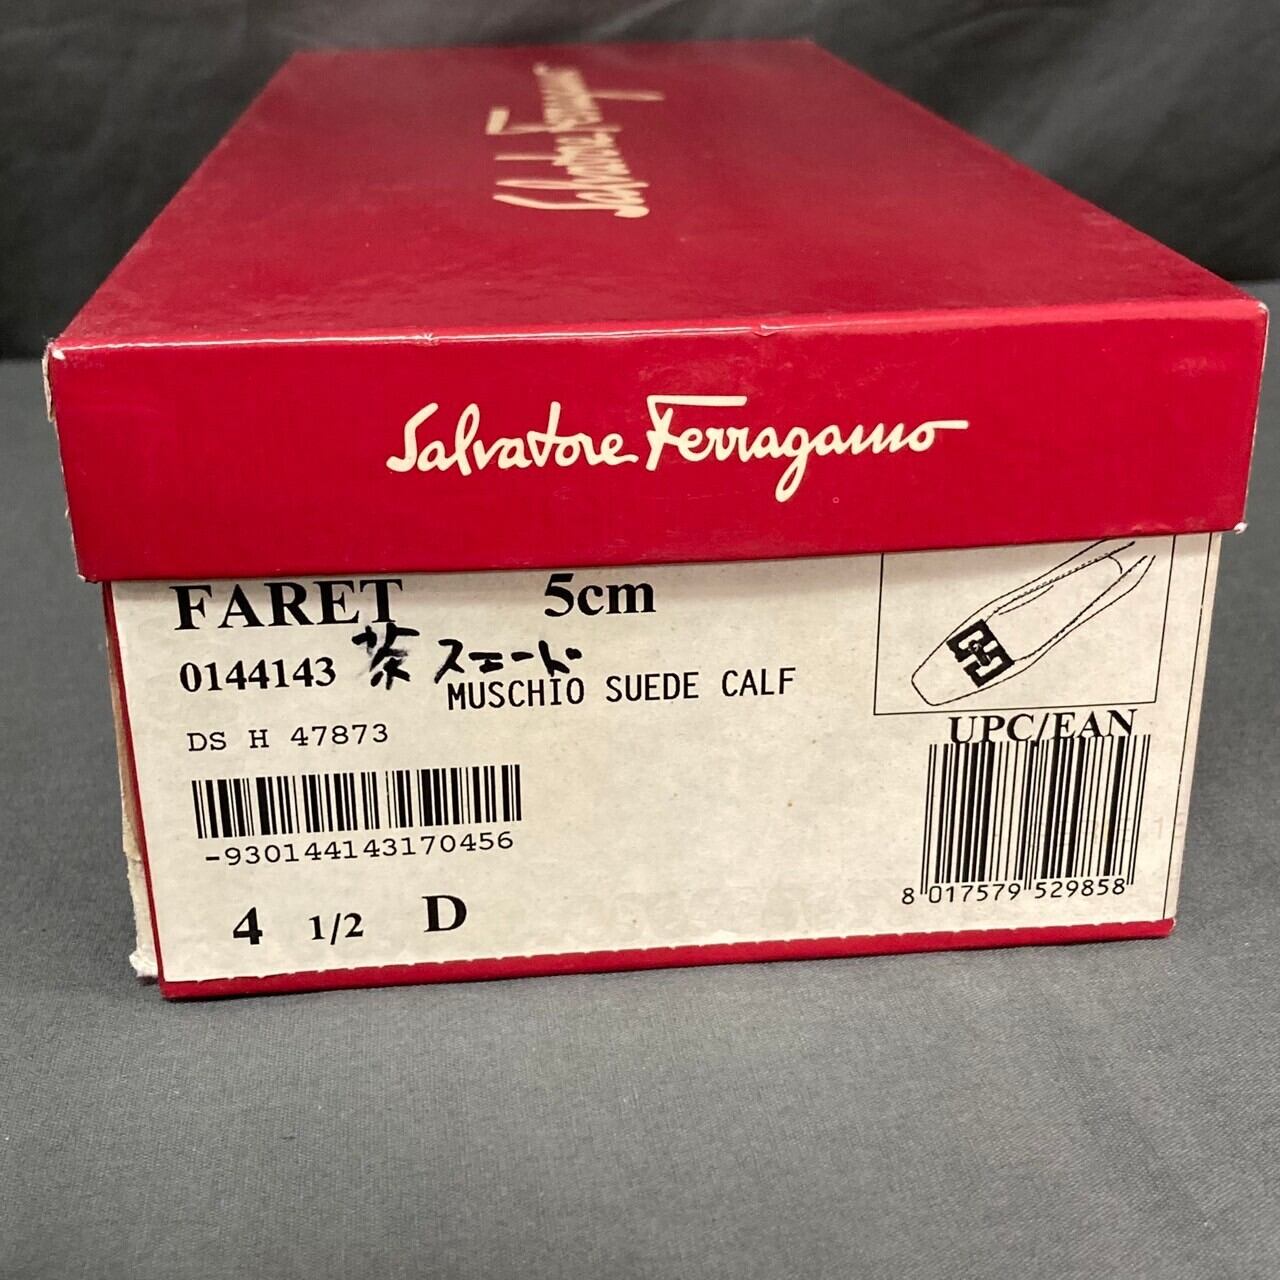 Salvatore Ferragamo
Salvatore Ferragamo
FARET 5cm
0144143 茶 スエード
MUSCHIO SUEDE CALF
DS H 47873
UPC/EAN
-930144143170456
8 017579 529858
4 1/2 D